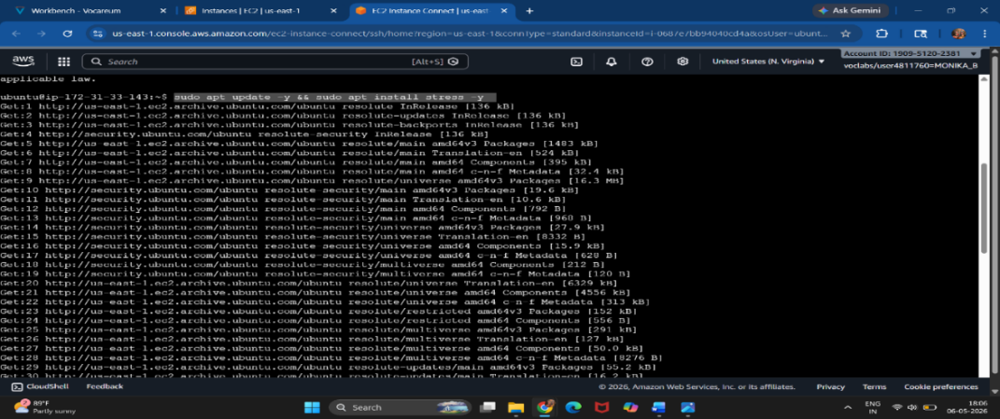 Workbench - Vocareum
Instances | EC2 | us-east-1
EC2 Instance Connect | us-east
Ask Gemini
us-east-1.console.aws.amazon.com/ec2-instance-connect/ssh/home?region=us-east-1&connType=standard&instanceId=i-0687e7bb94040cd4a&osUser=ubunt...
aws
Search
[Alt+S]
United States (N. Virginia)
Account ID: 1909-5120-2381
voclabs/user4811760=MONIKA_B
applicable law.
ubuntu@ip-172-31-33-143:~$ sudo apt update -y && sudo apt install stress -y
Get:1 http://us-east-1.ec2.archive.ubuntu.com/ubuntu resolute InRelease [136 kB]
Get:2 http://us-east-1.ec2.archive.ubuntu.com/ubuntu resolute-updates InRelease [136 kB]
Get:3 http://us-east-1.ec2.archive.ubuntu.com/ubuntu resolute-backports InRelease [136 kB]
Get:4 http://security.ubuntu.com/ubuntu resolute-security InRelease [136 kB]
Get:5 http://us-east-1.ec2.archive.ubuntu.com/ubuntu resolute/main amd64v3 Packages [1483 kB]
Get:6 http://us-east-1.ec2.archive.ubuntu.com/ubuntu resolute/main Translation-en [524 kB]
Get:7 http://us-east-1.ec2.archive.ubuntu.com/ubuntu resolute/main amd64 Components [395 kB]
Get:8 http://us-east-1.ec2.archive.ubuntu.com/ubuntu resolute/main amd64 c-n-f Metadata [32.4 kB]
Get:9 http://us-east-1.ec2.archive.ubuntu.com/ubuntu resolute/universe amd64v3 Packages [16.3 MB]
Get:10 http://security.ubuntu.com/ubuntu resolute-security/main amd64v3 Packages [19.6 kB]
Get:11 http://security.ubuntu.com/ubuntu resolute-security/main Translation-en [10.6 kB]
Get:12 http://security.ubuntu.com/ubuntu resolute-security/main amd64 Components [792 B]
Get:13 http://security.ubuntu.com/ubuntu resolute-security/main amd64 c-n-f Metadata [968 B]
Get:14 http://security.ubuntu.com/ubuntu resolute-security/universe amd64v3 Packages [27.9 kB]
Get:15 http://security.ubuntu.com/ubuntu resolute-security/universe Translation-en [8332 B]
Get:16 http://security.ubuntu.com/ubuntu resolute-security/universe amd64 Components [15.9 kB]
Get:17 http://security.ubuntu.com/ubuntu resolute-security/universe amd64 c-n-f Metadata [628 B]
Get:18 http://security.ubuntu.com/ubuntu resolute-security/multiverse amd64 Components [212 B]
Get:19 http://security.ubuntu.com/ubuntu resolute-security/multiverse amd64 c-n-f Metadata [120 B]
Get:20 http://us-east-1.ec2.archive.ubuntu.com/ubuntu resolute/universe Translation-en [6329 kB]
Get:21 http://us-east-1.ec2.archive.ubuntu.com/ubuntu resolute/universe amd64 Components [4556 kB]
Get:22 http://us-east-1.ec2.archive.ubuntu.com/ubuntu resolute/universe amd64 c-n-f Metadata [313 kB]
Get:23 http://us-east-1.ec2.archive.ubuntu.com/ubuntu resolute/restricted amd64v3 Packages [152 kB]
Get:24 http://us-east-1.ec2.archive.ubuntu.com/ubuntu resolute/restricted amd64 Components [556 B]
Get:25 http://us-east-1.ec2.archive.ubuntu.com/ubuntu resolute/multiverse amd64v3 Packages [291 kB]
Get:26 http://us-east-1.ec2.archive.ubuntu.com/ubuntu resolute/multiverse Translation-en [127 kB]
Get:27 http://us-east-1.ec2.archive.ubuntu.com/ubuntu resolute/multiverse amd64 Components [50.0 kB]
Get:28 http://us-east-1.ec2.archive.ubuntu.com/ubuntu resolute/multiverse amd64 c-n-f Metadata [8276 B]
Get:29 http://us-east-1.ec2.archive.ubuntu.com/ubuntu resolute-updates/main amd64v3 Packages [55.2 kB]
Get:30 http://us-east-1.ec2.archive.ubuntu.com/ubuntu resolute-updates/main Translation-en [16.2 kB]
CloudShell Feedback
© 2026, Amazon Web Services, Inc. or its affiliates. Privacy Terms Cookie preferences
89°F
Partly sunny
Search
ENG
IN
18:06
06-05-2026